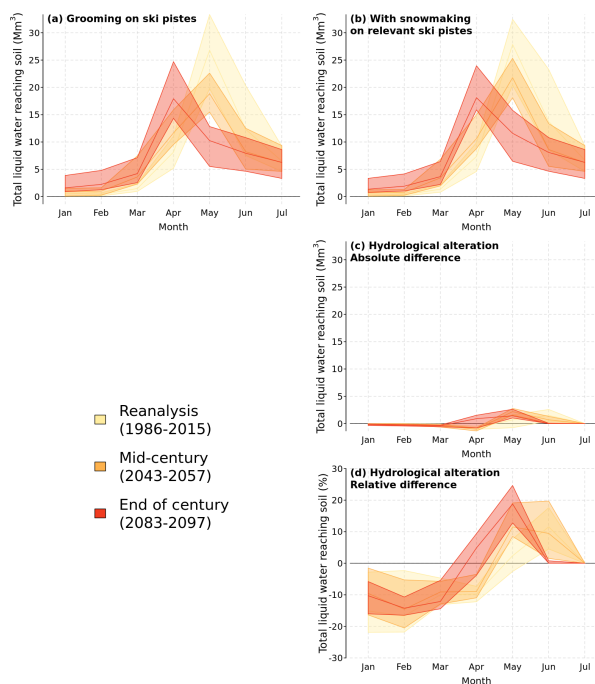 (a) Grooming on ski pistes
Total liquid water reaching soil (Mm³)
30
25
20
15
10
5
0
Jan Feb Mar Apr May Jun Jul
Month
(b) With snowmaking
on relevant ski pistes
Total liquid water reaching soil (Mm³)
30
25
20
15
10
5
0
Jan Feb Mar Apr May Jun Jul
Month
(c) Hydrological alteration
Absolute difference
Total liquid water reaching soil (Mm³)
30
25
20
15
10
5
0
Jan Feb Mar Apr May Jun Jul
Month
Reanalysis
(1986-2015)
Mid-century
(2043-2057)
End of century
(2083-2097)
(d) Hydrological alteration
Relative difference
Total liquid water reaching soil (%)
30
20
10
0
-10
-20
-30
Jan Feb Mar Apr May Jun Jul
Month